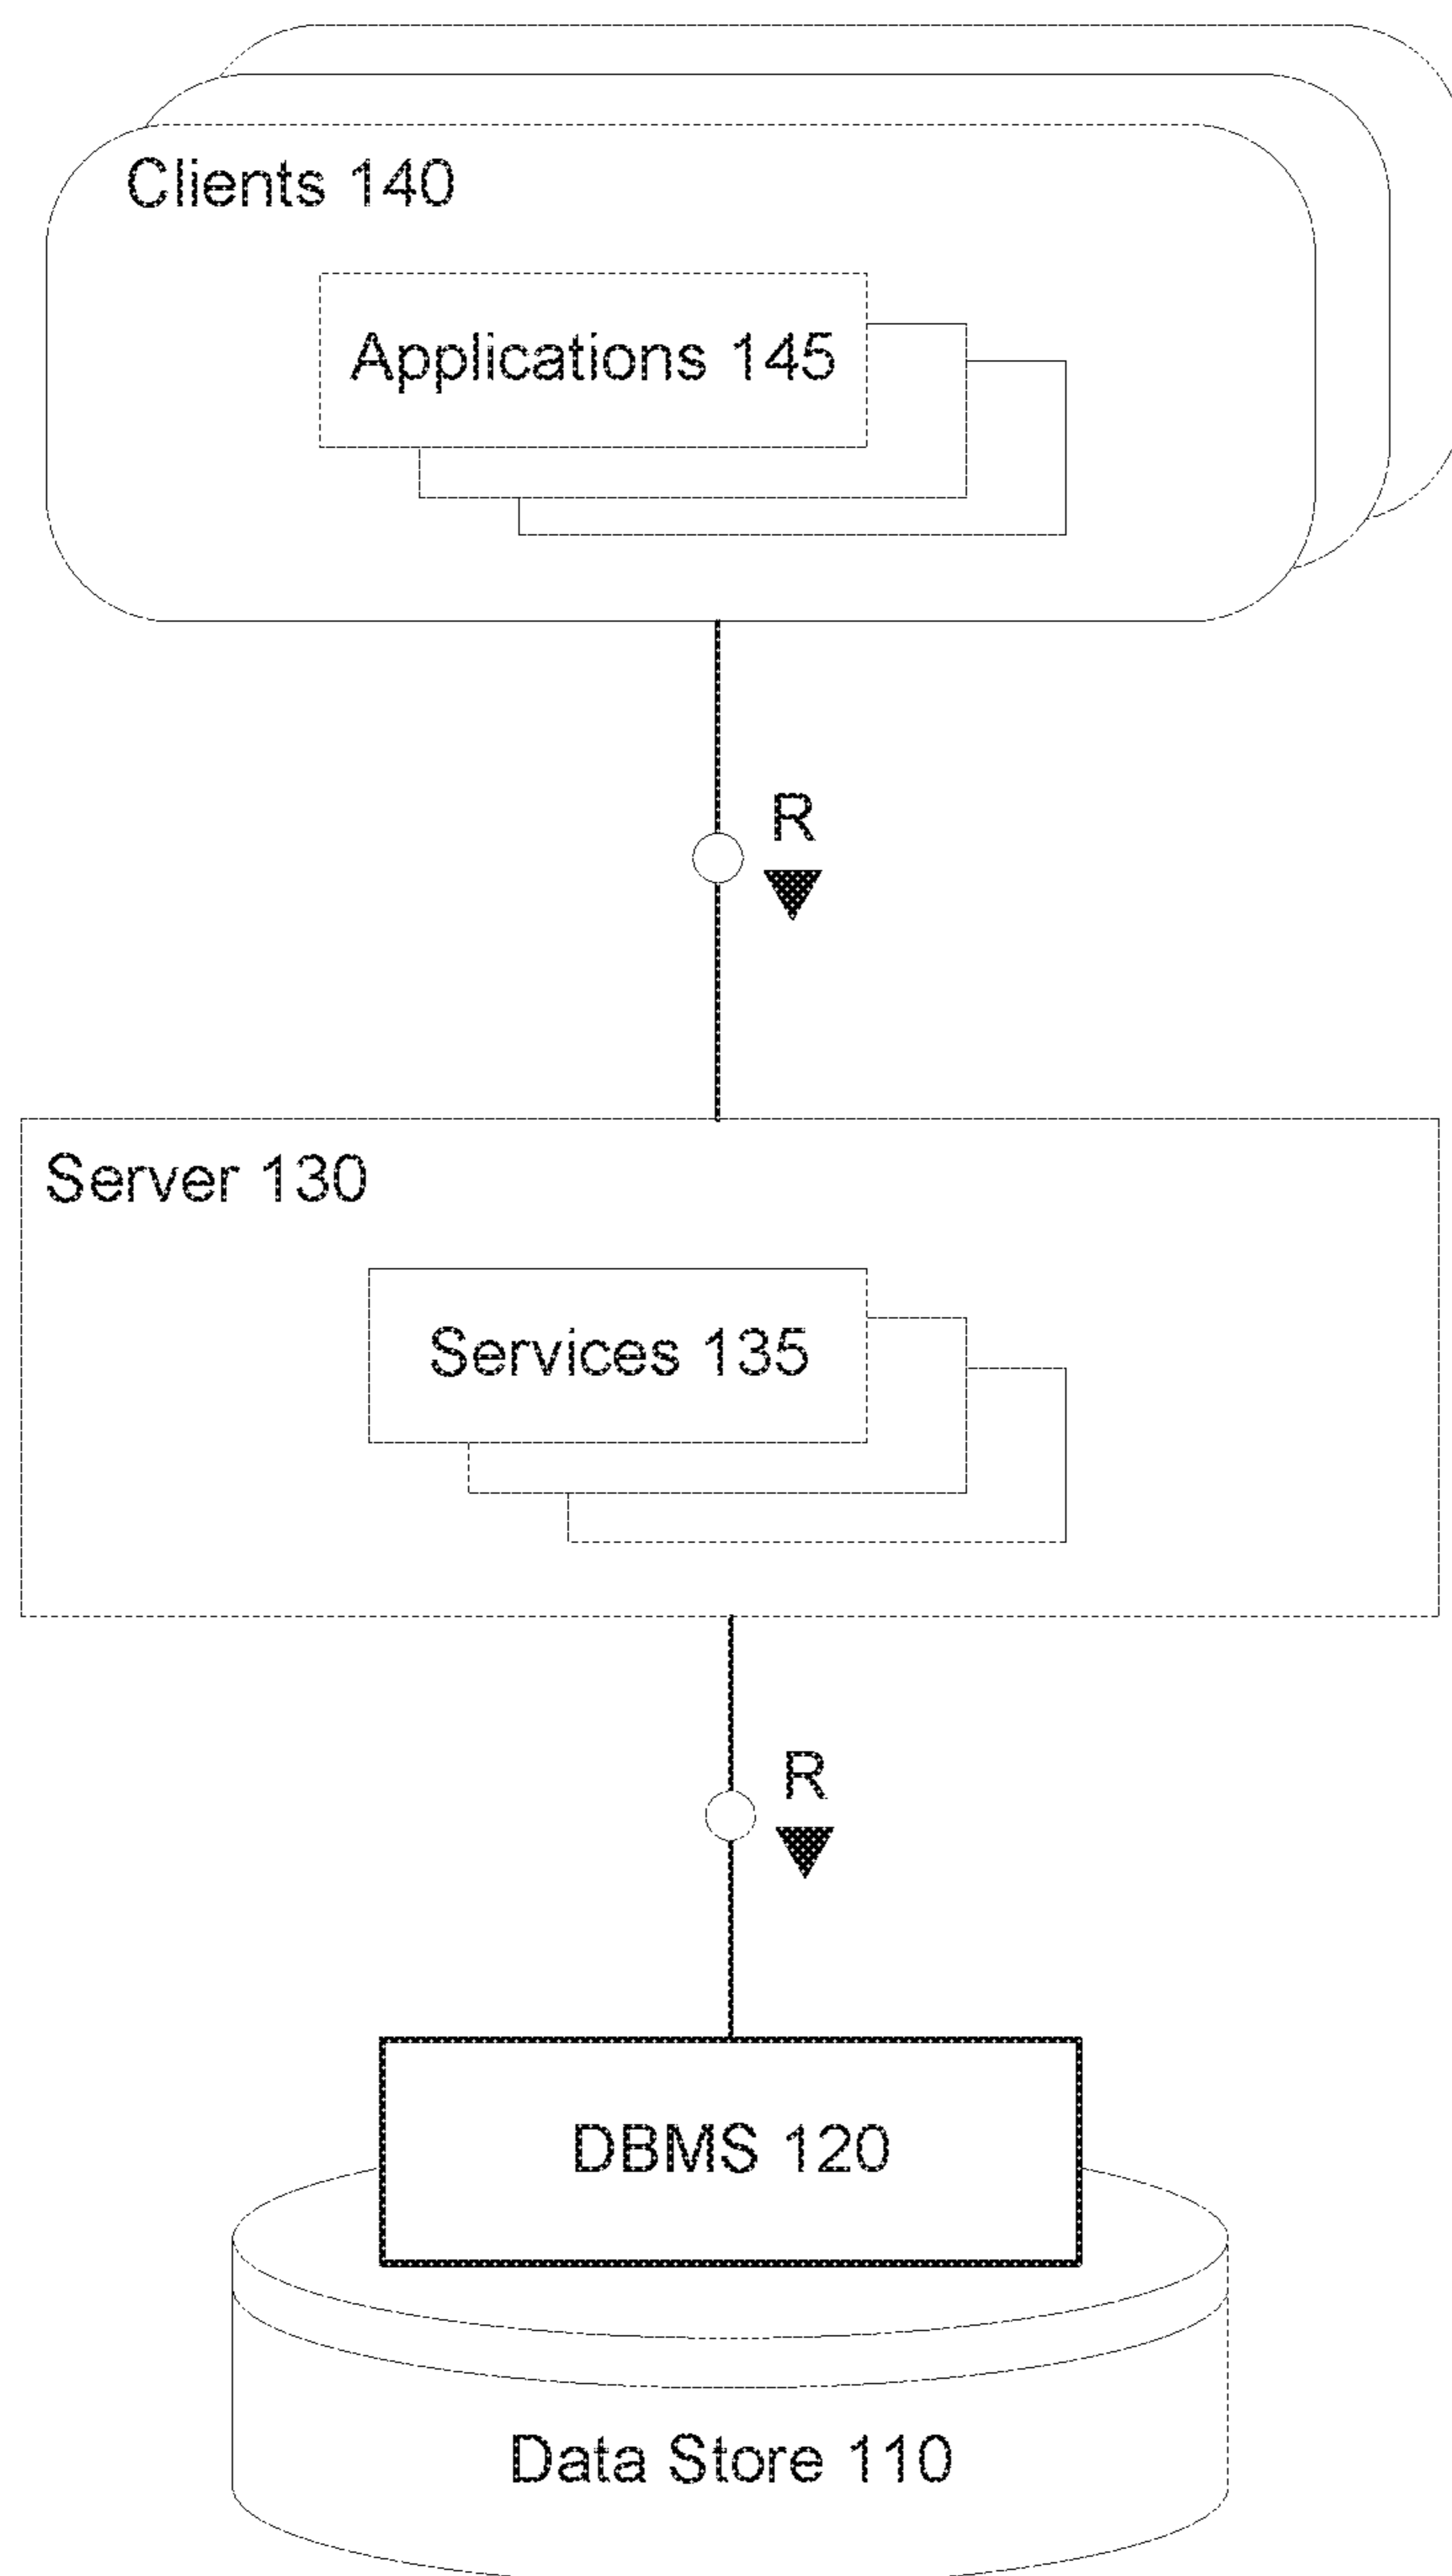 Clients 140
Applications 145
R
Server 130
Services 135
R
DBMS 120
Data Store 110